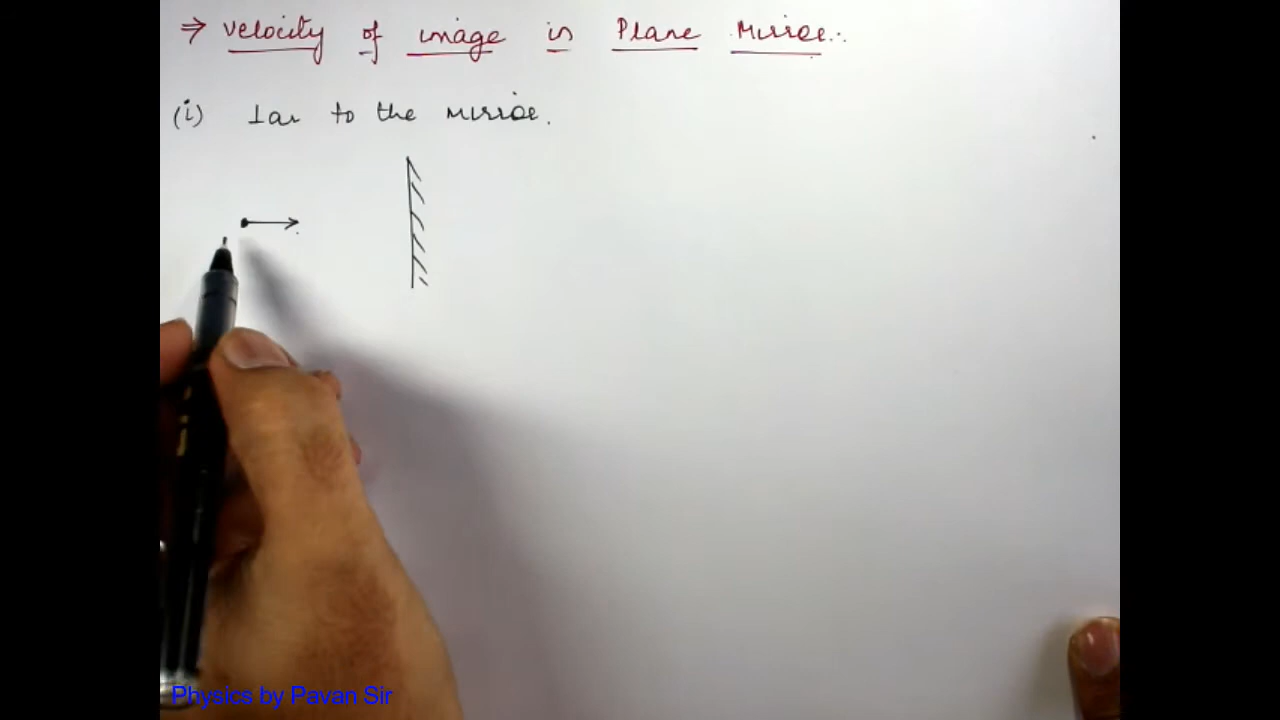 ⇒ velocity of image in Plane Mirror.
(i) ⊥ar to the mirror.
Physics by Pavan Sir